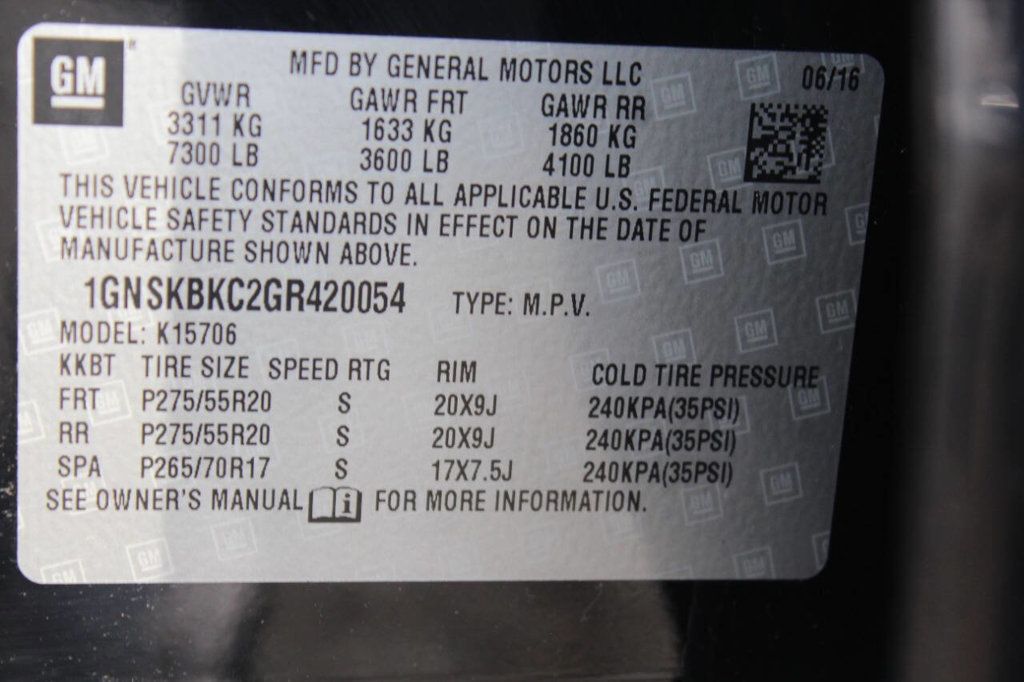 GM
MFD BY GENERAL MOTORS LLC 06/16
GVWR GAWR FRT GAWR RR
3311 KG 1633 KG 1860 KG
7300 LB 3600 LB 4100 LB
THIS VEHICLE CONFORMS TO ALL APPLICABLE U.S. FEDERAL MOTOR
VEHICLE SAFETY STANDARDS IN EFFECT ON THE DATE OF
MANUFACTURE SHOWN ABOVE.
1GNSKBKC2GR420054 TYPE: M.P.V.
MODEL: K15706
KKBT TIRE SIZE SPEED RTG RIM COLD TIRE PRESSURE
FRT P275/55R20 S 20X9J 240KPA(35PSI)
RR P275/55R20 S 20X9J 240KPA(35PSI)
SPA P265/70R17 S 17X7.5J 240KPA(35PSI)
SEE OWNER'S MANUAL i FOR MORE INFORMATION.